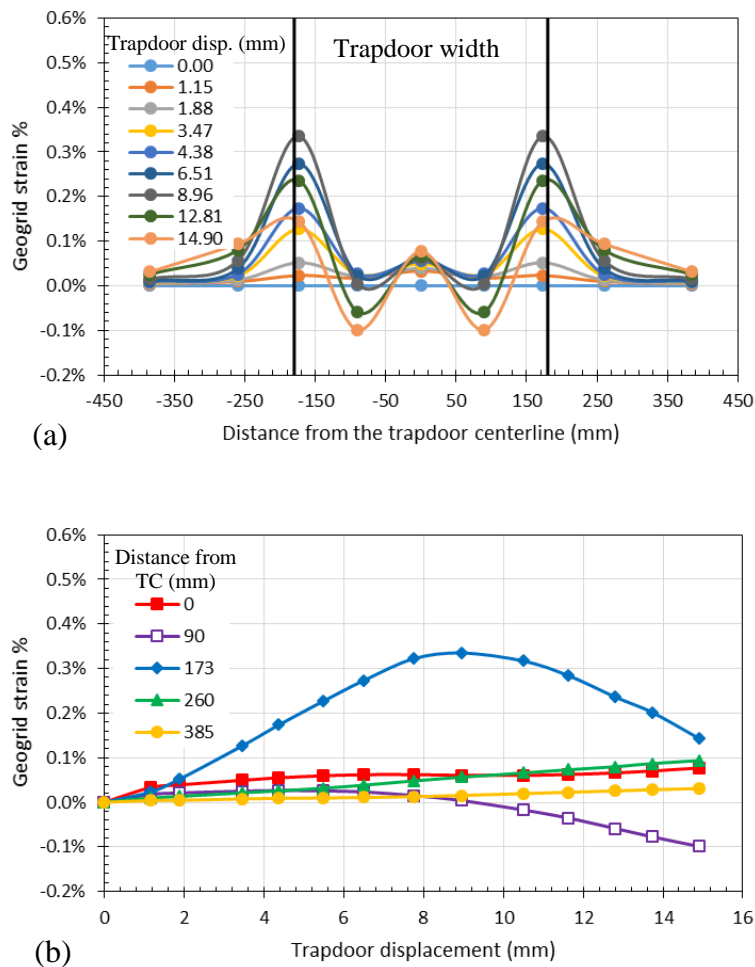 0.6%
Trapdoor disp. (mm)
Trapdoor width
0.00
0.5%
1.15
1.88
0.4%
3.47
4.38
0.3%
6.51
8.96
0.2%
12.81
14.90
0.1%
0.0%
-0.1%
-0.2%
Geogrid strain %
-450 -350 -250 -150 -50 50 150 250 350 450
(a)
Distance from the trapdoor centerline (mm)
0.6%
Distance from
TC (mm)
0.5%
0
90
0.4%
173
260
0.3%
385
0.2%
0.1%
0.0%
-0.1%
-0.2%
Geogrid strain %
0 2 4 6 8 10 12 14 16
(b)
Trapdoor displacement (mm)